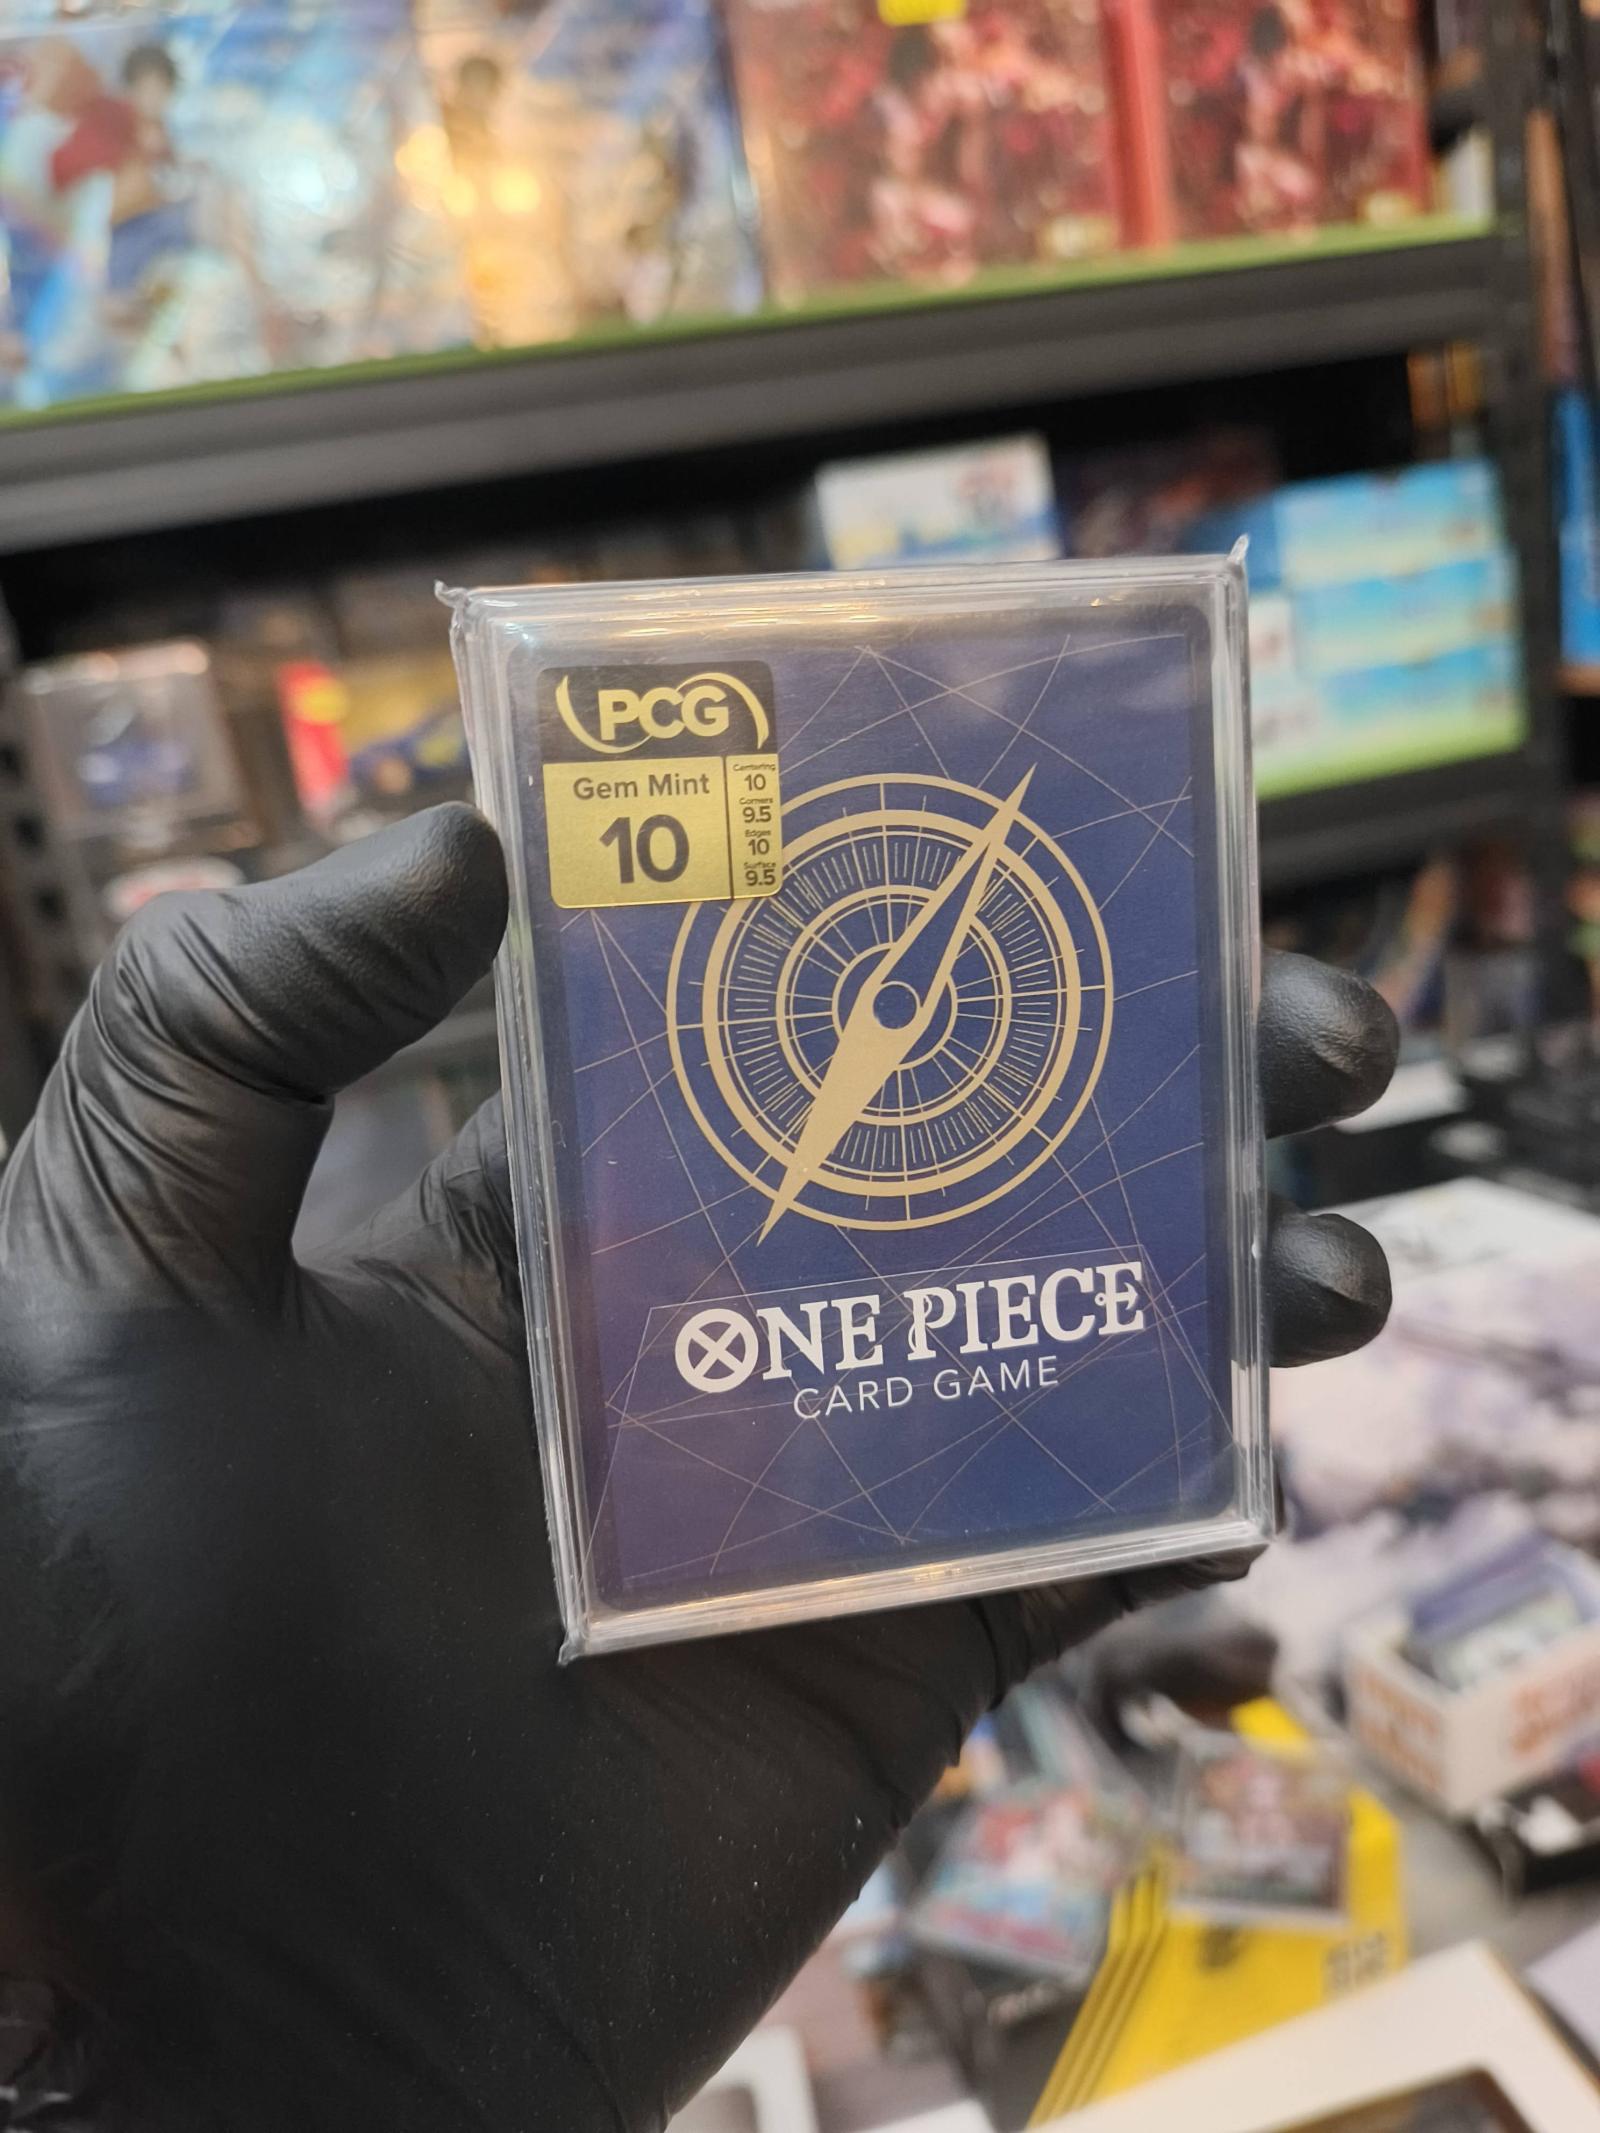 PCG
Gem Mint
10
Centering
10
Corners
9.5
Edges
10
Surface
9.5
ONE PIECE
CARD GAME